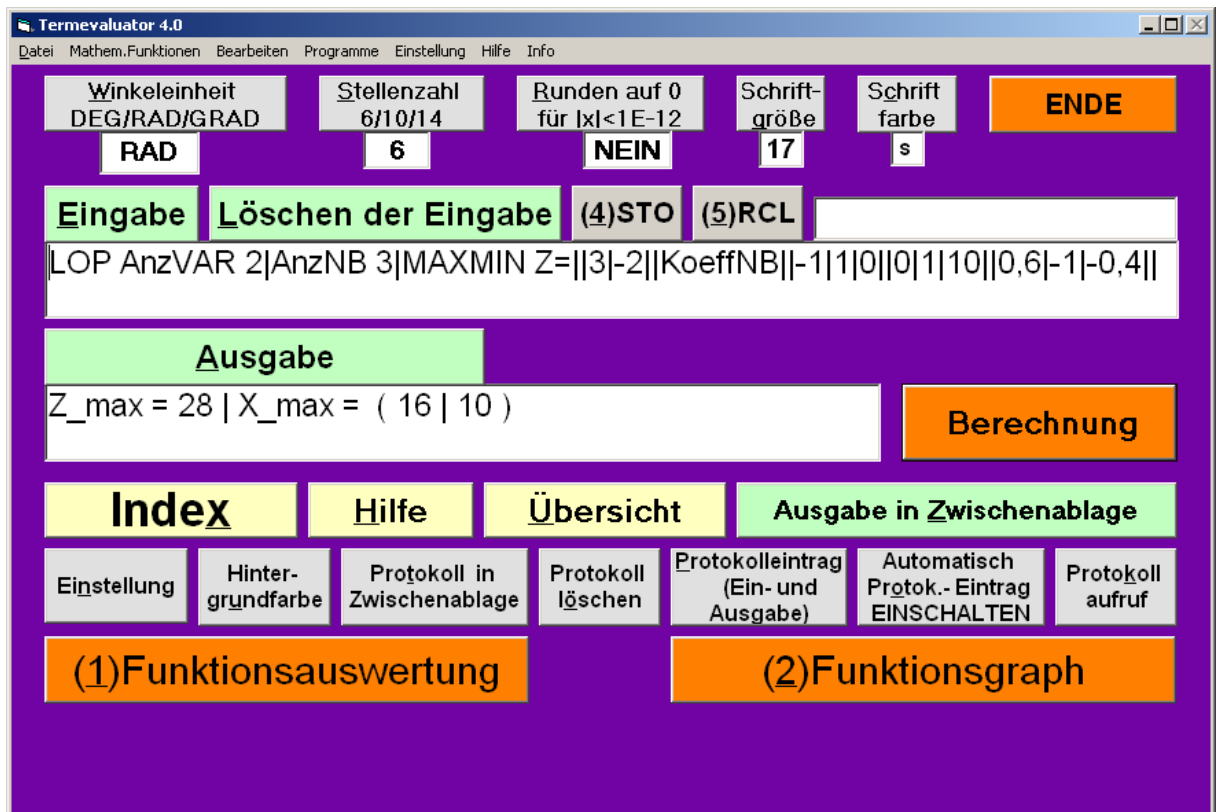 Termevaluator 4.0
Datei Mathem.Funktionen Bearbeiten Programme Einstellung Hilfe Info
Winkeleinheit
DEG/RAD/GRAD
RAD
Stellenzahl
6/10/14
6
Runden auf 0
für |x|<1E-12
NEIN
Schrift-
größe
17
Schrift
farbe
s
ENDE
Eingabe
Löschen der Eingabe
(4)STO
(5)RCL
LOP AnzVAR 2|AnzNB 3|MAXMIN Z=||3|-2||KoeffNB||-1|1|0||0|1|10||0,6|-1|-0,4||
Ausgabe
Z_max = 28 | X_max = ( 16 | 10 )
Berechnung
Index
Hilfe
Übersicht
Ausgabe in Zwischenablage
Einstellung
Hinter-
grundfarbe
Protokoll in
Zwischenablage
Protokoll
löschen
Protokolleintrag
(Ein- und
Ausgabe)
Automatisch
Protok.- Eintrag
EINSCHALTEN
Protokoll
aufruf
(1)Funktionsauswertung
(2)Funktionsgraph